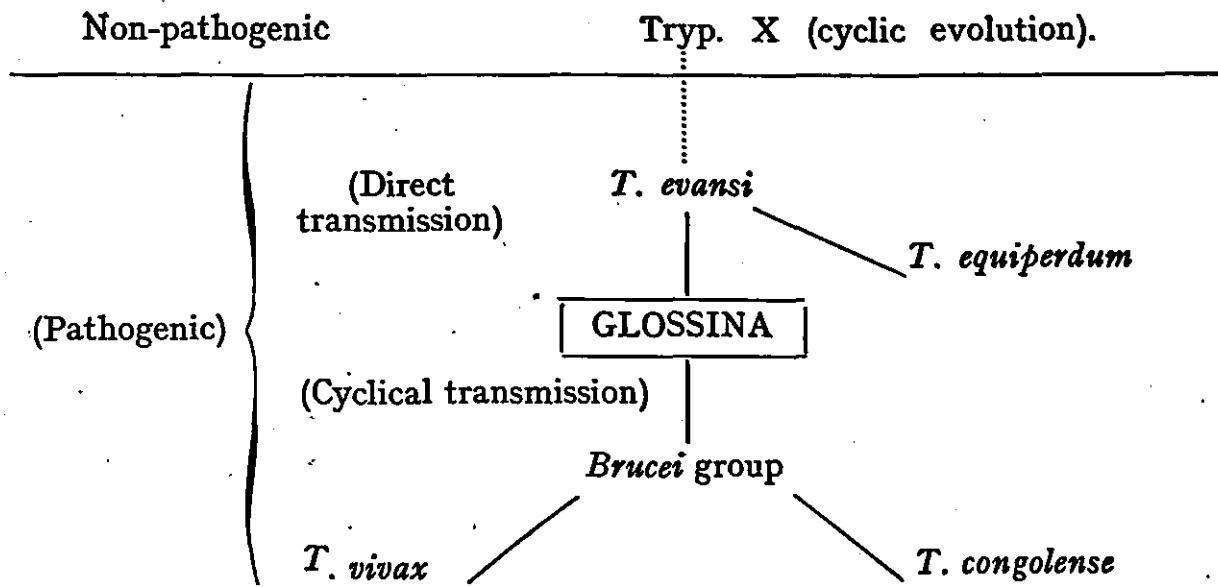 Non-pathogenic Tryp. X (cyclic evolution).
(Direct transmission)
T. evansi
T. equiperdum
(Pathogenic)
GLOSSINA
(Cyclical transmission)
Brucei group
T. vivax
T. congolense